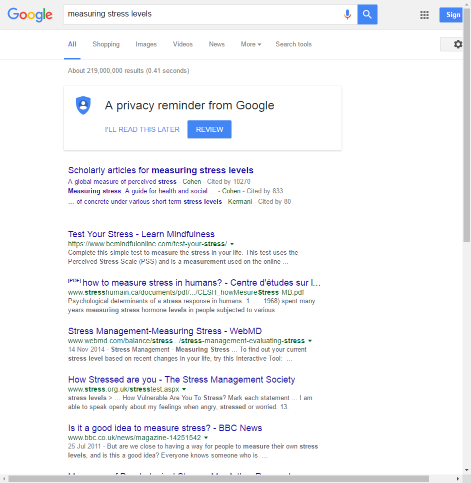 Google
measuring stress levels
Sign
All Shopping Images Videos News More Search tools
About 219,000,000 results (0.41 seconds)
A privacy reminder from Google
I'LL READ THIS LATER REVIEW
Scholarly articles for measuring stress levels
A global measure of perceived stress - Cohen - Cited by 10270
Measuring stress: A guide for health and social ... - Cohen - Cited by 833
... of concrete under various short term stress levels - Kermani - Cited by 80
Test Your Stress - Learn Mindfulness
https://www.bemindfulonline.com/test-your-stress/
Complete this simple test to measure the stress in your life. This test uses the
Perceived Stress Scale (PSS) and is a measurement used on the online ...
[PDF] how to measure stress in humans? - Centre d'études sur l...
www.stresshumain.ca/documents/pdf/.../CESH_howMesureStress-MB.pdf
Psychological determinants of a stress response in humans. 1. ... 1968) spent many
years measuring stress hormone levels in people subjected to various
Stress Management-Measuring Stress - WebMD
www.webmd.com/balance/stress.../stress-management-evaluating-stress
14 Nov 2014 - Stress Management - Measuring Stress ... To find out your current
stress level based on recent changes in your life, try this Interactive Tool: ...
How Stressed are you - The Stress Management Society
www.stress.org.uk/stresstest.aspx
stress levels > ... How Vulnerable Are You To Stress? Mark each statement ... I am
able to speak openly about my feelings when angry, stressed or worried. 13
Is it a good idea to measure stress? - BBC News
www.bbc.co.uk/news/magazine-14251542
25 Jul 2011 - But are we close to having a way for people to measure their own stress
levels, and is this a good idea? Everyone knows someone who is ...